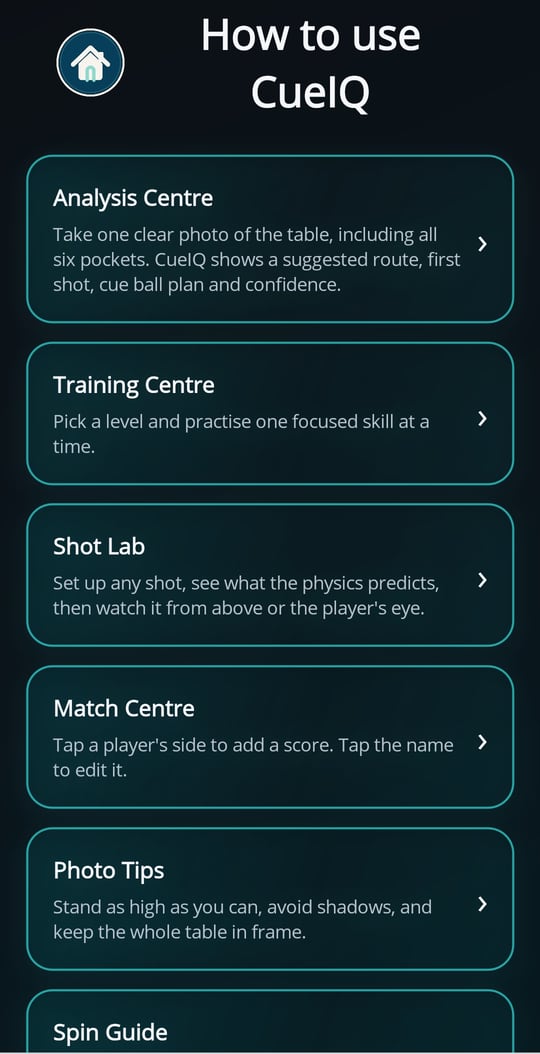 How to use
CueIQ
Analysis Centre
Take one clear photo of the table, including all
six pockets. CueIQ shows a suggested route, first
shot, cue ball plan and confidence.
Training Centre
Pick a level and practise one focused skill at a
time.
Shot Lab
Set up any shot, see what the physics predicts,
then watch it from above or the player's eye.
Match Centre
Tap a player's side to add a score. Tap the name
to edit it.
Photo Tips
Stand as high as you can, avoid shadows, and
keep the whole table in frame.
Spin Guide